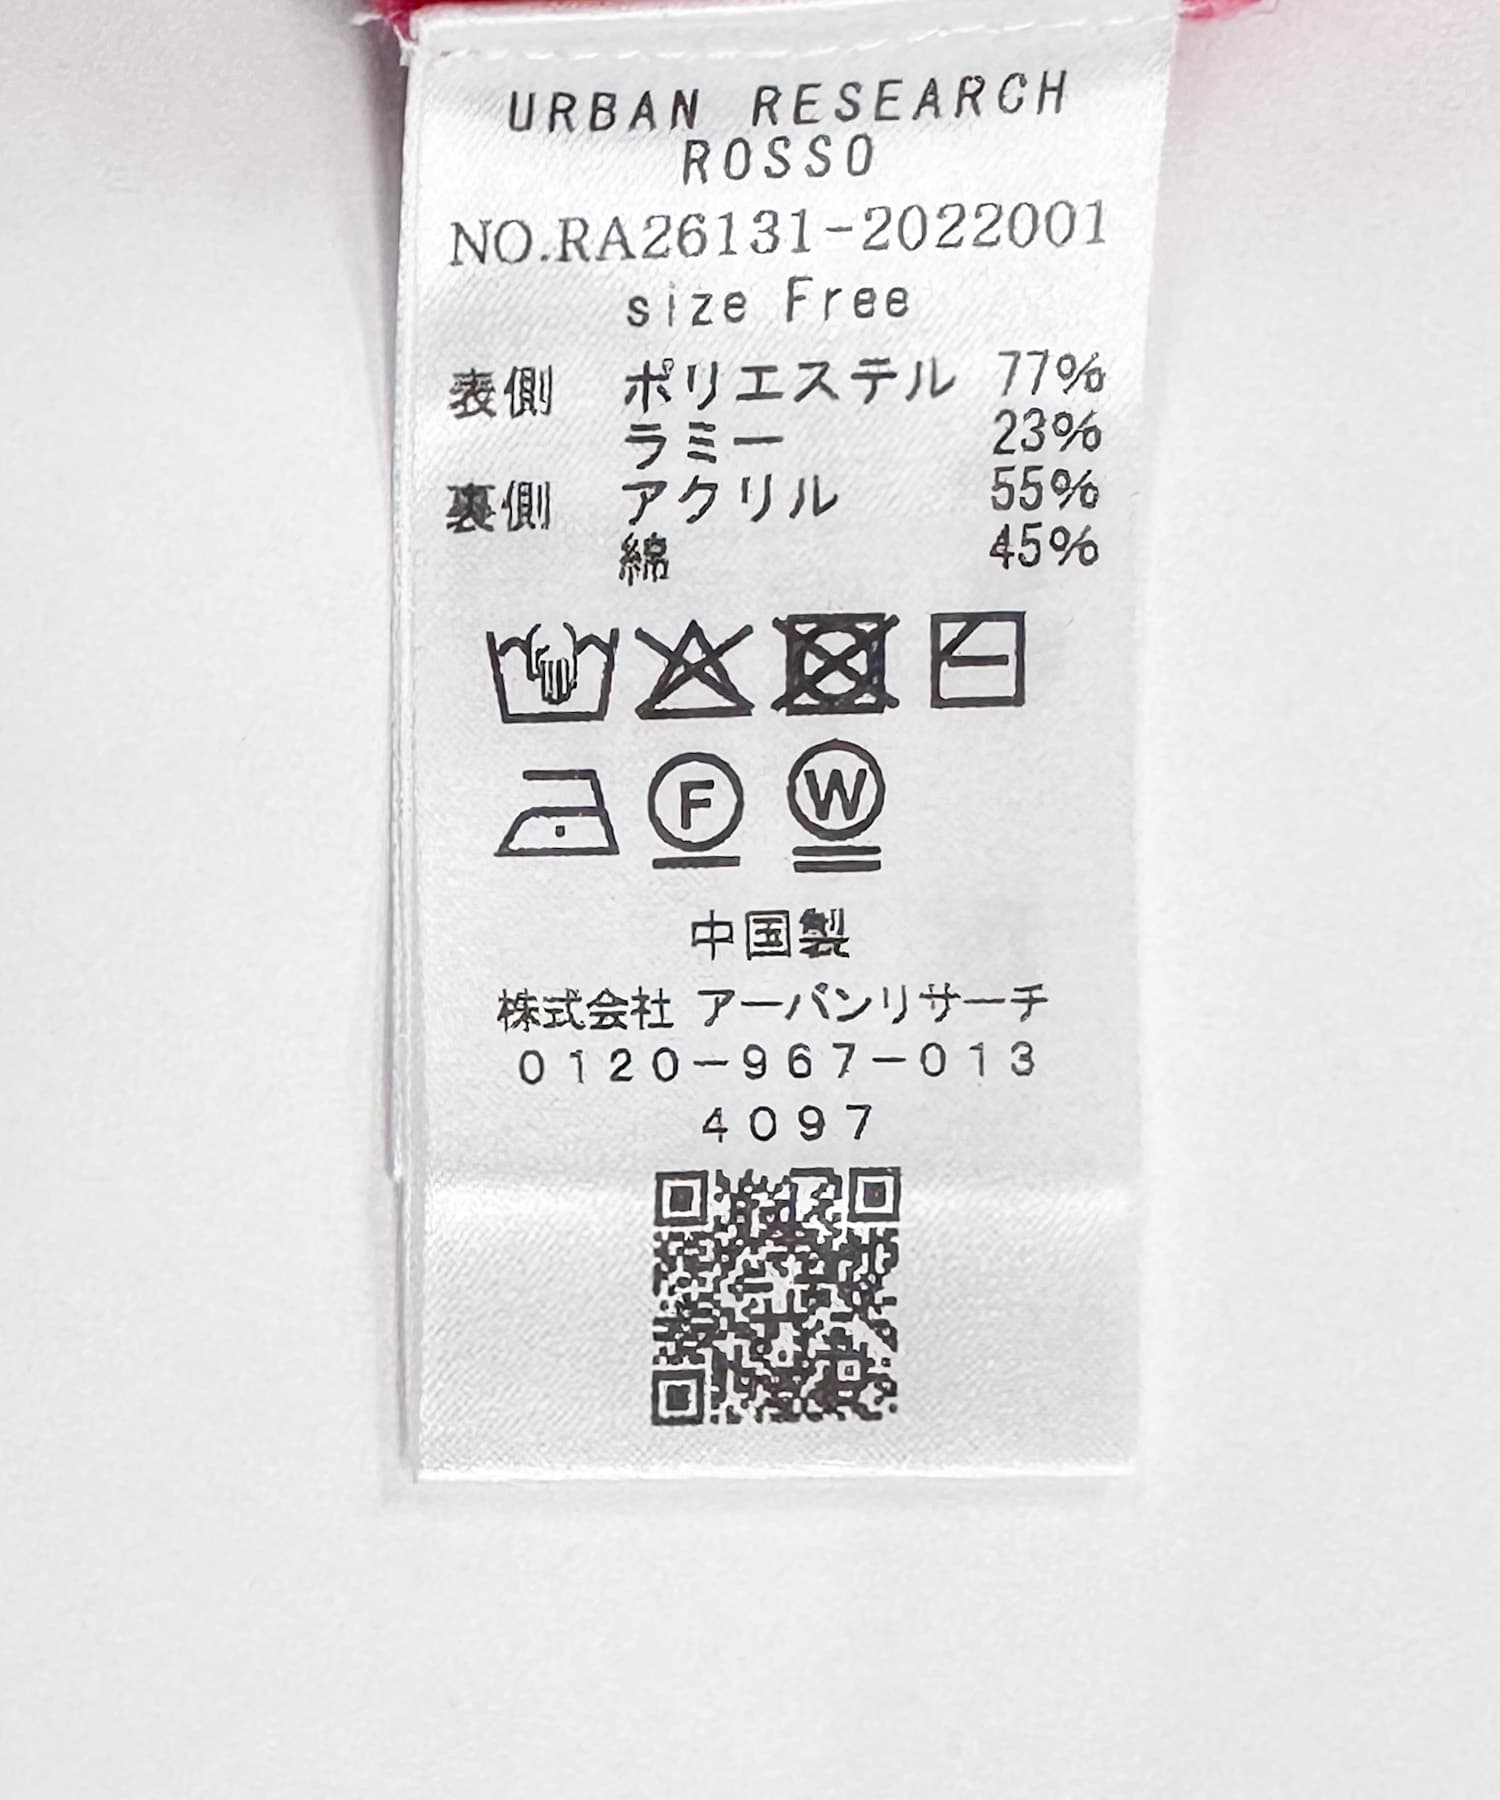 URBAN RESEARCH
ROSSO
NO.RA26131-2022001
size Free
表側 ポリエステル 77%
ラミー 23%
裏側 アクリル 55%
綿 45%
F W
中国製
株式会社 アーバンリサーチ
0120-967-013
4097